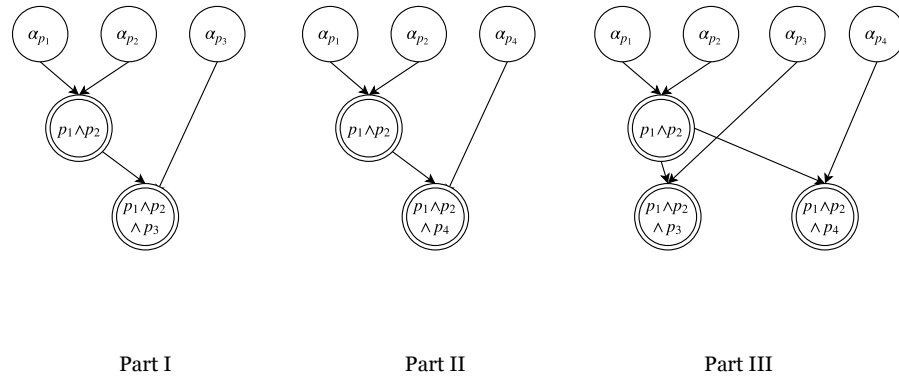 α_{p_1} α_{p_2} α_{p_3}
p_1 ∧ p_2
p_1 ∧ p_2
∧ p_3
Part I
α_{p_1} α_{p_2} α_{p_4}
p_1 ∧ p_2
p_1 ∧ p_2
∧ p_4
Part II
α_{p_1} α_{p_2} α_{p_3} α_{p_4}
p_1 ∧ p_2
p_1 ∧ p_2
∧ p_3
p_1 ∧ p_2
∧ p_4
Part III